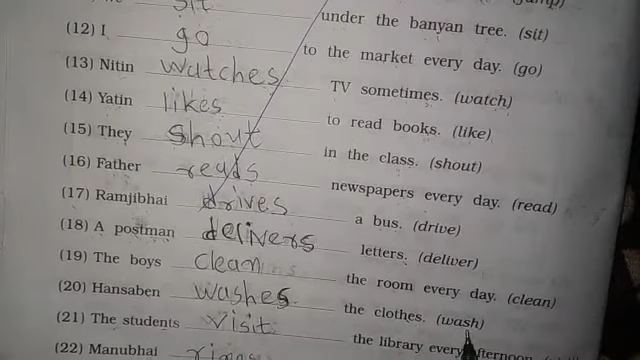 sit under the banyan tree. (sit)
(12) I go to the market every day. (go)
(13) Nitin watches TV sometimes. (watch)
(14) Yatin likes to read books. (like)
(15) They shout in the class. (shout)
(16) Father reads newspapers every day. (read)
(17) Ramjibhai drives a bus. (drive)
(18) A postman delivers letters. (deliver)
(19) The boys clean the room every day. (clean)
(20) Hansaben washes the clothes. (wash)
(21) The students visit the library every
(22) Manubhai